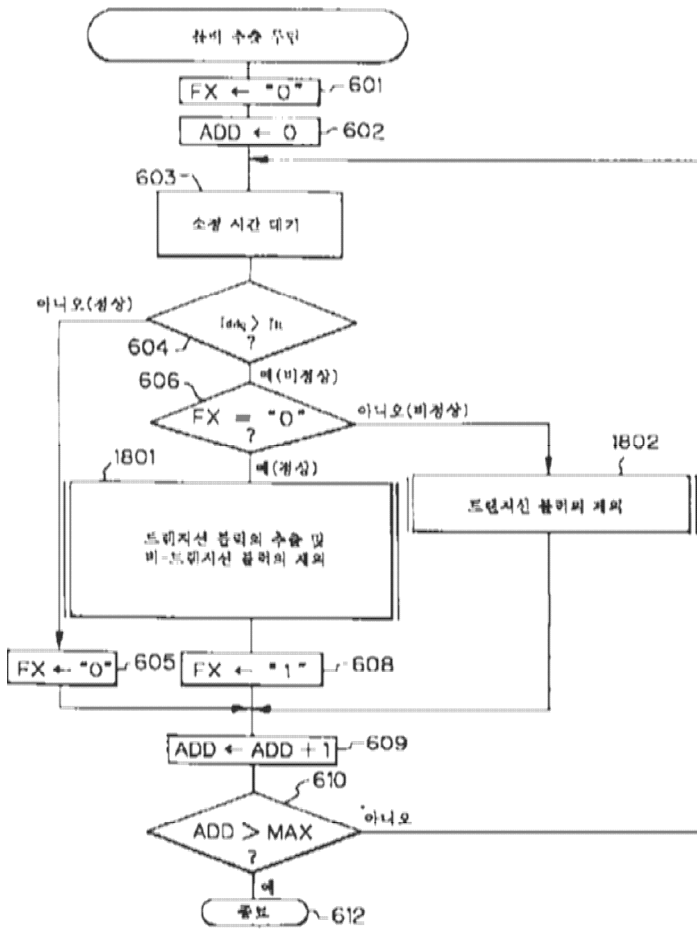 추출
FX ← "0"
601
ADD ← 0
602
603
소정 시간 대기
아니오(정상)
604
?
예(비정상)
606
FX = "0"
?
아니오(비정상)
1801
예(정상)
1802
트랜지션 블럭의 추출 및
비-트랜지션 블럭의 제외
트랜지션 블럭의 제외
FX ← "0"
605
FX ← "1"
608
ADD ← ADD + 1
609
610
ADD > MAX
?
아니오
예
종료
612